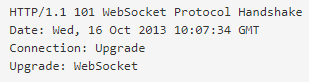 HTTP/1.1 101 WebSocket Protocol Handshake
Date: Wed, 16 Oct 2013 10:07:34 GMT
Connection: Upgrade
Upgrade: WebSocket